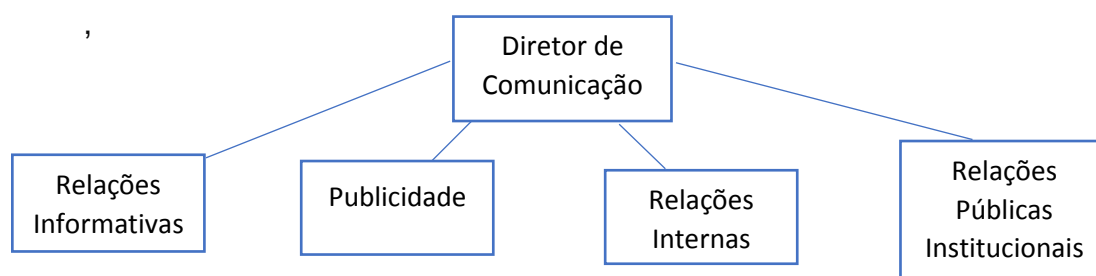 ,
Diretor de
Comunicação
Relações
Informativas
Publicidade
Relações
Internas
Relações
Públicas
Institucionais